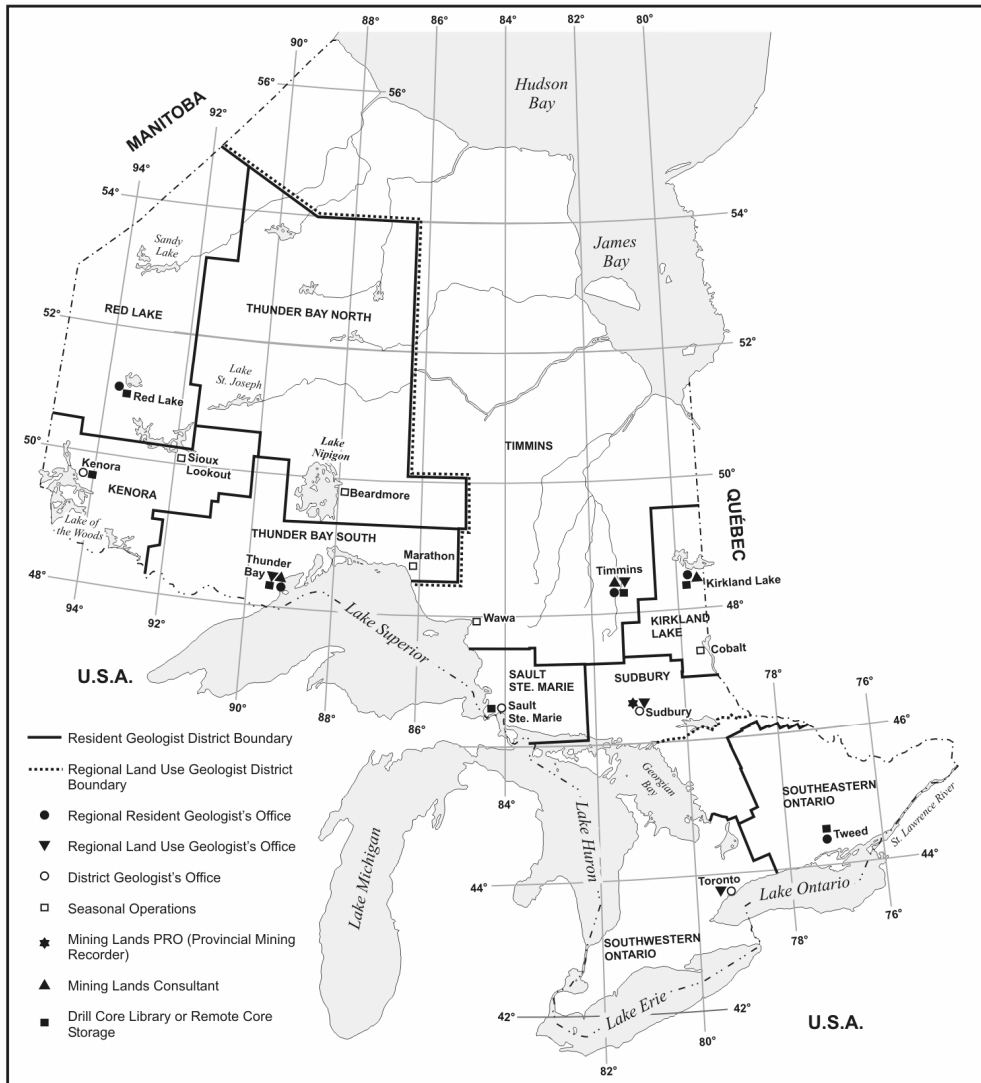 88°
86°
84°
82°
80°
90°
56°
56°
Hudson
Bay
MANITOBA
92°
94°
54°
54°
Sandy
Lake
James
Bay
RED LAKE
THUNDER BAY NORTH
52°
52°
Lake
St. Joseph
Red Lake
TIMMINS
50°
Lake
Nipigon
Sioux
Lookout
50°
Kenora
KENORA
Beardmore
QUÉBEC
Lake of
the Woods
THUNDER BAY SOUTH
Marathon
Thunder
Bay
Timmins
Kirkland Lake
48°
48°
94°
92°
Wawa
KIRKLAND
LAKE
Lake Superior
Cobalt
78°
76°
U.S.A.
SAULT
STE. MARIE
SUDBURY
90°
88°
86°
Sault
Ste. Marie
Sudbury
46°
Resident Geologist District Boundary
Regional Land Use Geologist District
Boundary
Regional Resident Geologist's Office
Regional Land Use Geologist's Office
District Geologist's Office
Seasonal Operations
Mining Lands PRO (Provincial Mining
Recorder)
Mining Lands Consultant
Drill Core Library or Remote Core
Storage
84°
Georgian
Bay
SOUTHEASTERN
ONTARIO
St. Lawrence River
Lake Huron
Lake Michigan
Tweed
44°
44°
Toronto
Lake Ontario
76°
78°
SOUTHWESTERN
ONTARIO
42°
Lake Erie
42°
U.S.A.
80°
82°